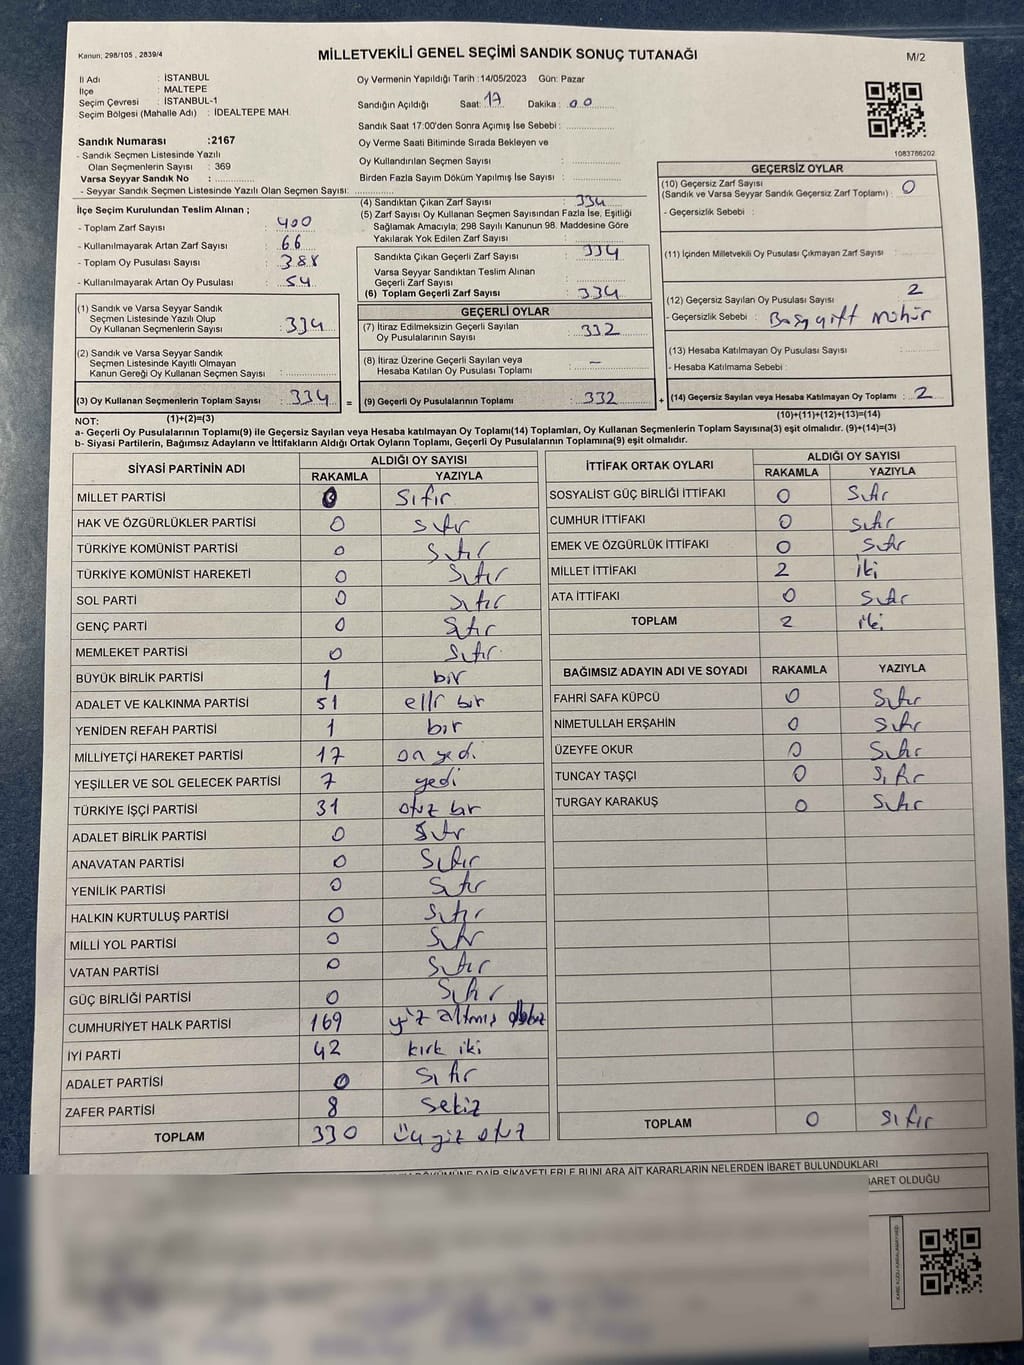 Kanun, 298/105 , 2839/4
MİLLETVEKİLİ GENEL SEÇİMİ SANDIK SONUÇ TUTANAĞI
M/2
İl Adı : İSTANBUL
İlçe : MALTEPE
Seçim Çevresi : İSTANBUL-1
Seçim Bölgesi (Mahalle Adı) : İDEALTEPE MAH.
Sandık Numarası :2167
- Sandık Seçmen Listesinde Yazılı
Olan Seçmenlerin Sayısı : 369
Varsa Seyyar Sandık No :
- Seyyar Sandık Seçmen Listesinde Yazılı Olan Seçmen Sayısı:
Oy Vermenin Yapıldığı Tarih :14/05/2023 Gün: Pazar
Sandığın Açıldığı Saat: 17 Dakika : 00
Sandık Saat 17:00'den Sonra Açımış İse Sebebi :
Oy Verme Saati Bitiminde Sırada Bekleyen ve
Oy Kullandırılan Seçmen Sayısı :
Birden Fazla Sayım Döküm Yapılmış İse Sayısı :
1083786202
İlçe Seçim Kurulundan Teslim Alınan ;
- Toplam Zarf Sayısı : 400
- Kullanılmayarak Artan Zarf Sayısı : 66
- Toplam Oy Pusulası Sayısı : 388
- Kullanılmayarak Artan Oy Pusulası : 54
(1) Sandık ve Varsa Seyyar Sandık
Seçmen Listesinde Yazılı Olup
Oy Kullanan Seçmenlerin Sayısı : 334
(2) Sandık ve Varsa Seyyar Sandık
Seçmen Listesinde Kayıtlı Olmayan
Kanun Gereği Oy Kullanan Seçmen Sayısı :
(3) Oy Kullanan Seçmenlerin Toplam Sayısı : 334
(1)+(2)=(3)
(4) Sandıktan Çıkan Zarf Sayısı : 334
(5) Zarf Sayısı Oy Kullanan Seçmen Sayısından Fazla İse, Eşitliği
Sağlamak Amacıyla; 298 Sayılı Kanunun 98. Maddesine Göre
Yakılarak Yok Edilen Zarf Sayısı :
Sandıkta Çıkan Geçerli Zarf Sayısı : 334
Varsa Seyyar Sandıktan Teslim Alınan
Geçerli Zarf Sayısı :
(6) Toplam Geçerli Zarf Sayısı : 334
GEÇERLİ OYLAR
(7) İtiraz Edilmeksizin Geçerli Sayılan
Oy Pusulalarının Sayısı : 332
(8) İtiraz Üzerine Geçerli Sayılan veya
Hesaba Katılan Oy Pusulası Toplamı : –
= (9) Geçerli Oy Pusulalarının Toplamı : 332
GEÇERSİZ OYLAR
(10) Geçersiz Zarf Sayısı
(Sandık ve Varsa Seyyar Sandık Geçersiz Zarf Toplamı) : 0
- Geçersizlik Sebebi :
(11) İçinden Milletvekili Oy Pusulası Çıkmayan Zarf Sayısı :
(12) Geçersiz Sayılan Oy Pusulası Sayısı : 2
- Geçersizlik Sebebi :
mühür
(13) Hesaba Katılmayan Oy Pusulası Sayısı :
- Hesaba Katılmama Sebebi :
+ (14) Geçersiz Sayılan veya Hesaba Katılmayan Oy Toplamı : 2
(10)+(11)+(12)+(13)=(14)
NOT:
a- Geçerli Oy Pusulalarının Toplamı(9) ile Geçersiz Sayılan veya Hesaba Katılmayan Oy Toplamı(14) Toplamları, Oy Kullanan Seçmenlerin Toplam Sayısına(3) eşit olmalıdır. (9)+(14)=(3)
b- Siyasi Partilerin, Bağımsız Adayların ve İttifakların Aldığı Ortak Oyların Toplamı, Geçerli Oy Pusulalarının Toplamına(9) eşit olmalıdır.
SİYASİ PARTİNİN ADI ALDIĞI OY SAYISI
RAKAMLA YAZIYLA
MİLLET PARTİSİ 0 sıfır
HAK VE ÖZGÜRLÜKLER PARTİSİ 0 sıfır
TÜRKİYE KOMÜNİST PARTİSİ 0 sıfır
TÜRKİYE KOMÜNİST HAREKETİ 0 sıfır
SOL PARTİ 0 sıfır
GENÇ PARTİ 0 sıfır
MEMLEKET PARTİSİ 0 sıfır
BÜYÜK BİRLİK PARTİSİ 1 bir
ADALET VE KALKINMA PARTİSİ 51 elli bir
YENİDEN REFAH PARTİSİ 1 bir
MİLLİYETÇİ HAREKET PARTİSİ 17 on yedi
YEŞİLLER VE SOL GELECEK PARTİSİ 7 yedi
TÜRKİYE İŞÇİ PARTİSİ 31 otuz bir
ADALET BİRLİK PARTİSİ 0 sıfır
ANAVATAN PARTİSİ 0 sıfır
YENİLİK PARTİSİ 0 sıfır
HALKIN KURTULUŞ PARTİSİ 0 sıfır
MİLLİ YOL PARTİSİ 0 sıfır
VATAN PARTİSİ 0 sıfır
GÜÇ BİRLİĞİ PARTİSİ 0 sıfır
CUMHURİYET HALK PARTİSİ 169 yüz altmış dokuz
İYİ PARTİ 42 kırk iki
ADALET PARTİSİ 0 sıfır
ZAFER PARTİSİ 8 sekiz
TOPLAM 330 üç yüz otuz
İTTİFAK ORTAK OYLARI ALDIĞI OY SAYISI
RAKAMLA YAZIYLA
SOSYALİST GÜÇ BİRLİĞİ İTTİFAKI 0 sıfır
CUMHUR İTTİFAKI 0 sıfır
EMEK VE ÖZGÜRLÜK İTTİFAKI 0 sıfır
MİLLET İTTİFAKI 2 iki
ATA İTTİFAKI 0 sıfır
TOPLAM 2 iki
BAĞIMSIZ ADAYIN ADI VE SOYADI RAKAMLA YAZIYLA
FAHRİ SAFA KÜPCÜ 0 sıfır
NİMETULLAH ERŞAHİN 0 sıfır
ÜZEYFE OKUR 0 sıfır
TUNCAY TAŞÇI 0 sıfır
TURGAY KARAKUŞ 0 sıfır
TOPLAM 0 sıfır
DÖKÜMÜNE DAİR ŞİKAYETLERLE BUNLARA AİT KARARLARIN NELERDEN İBARET BULUNDUKLARI
BARET OLDUĞU